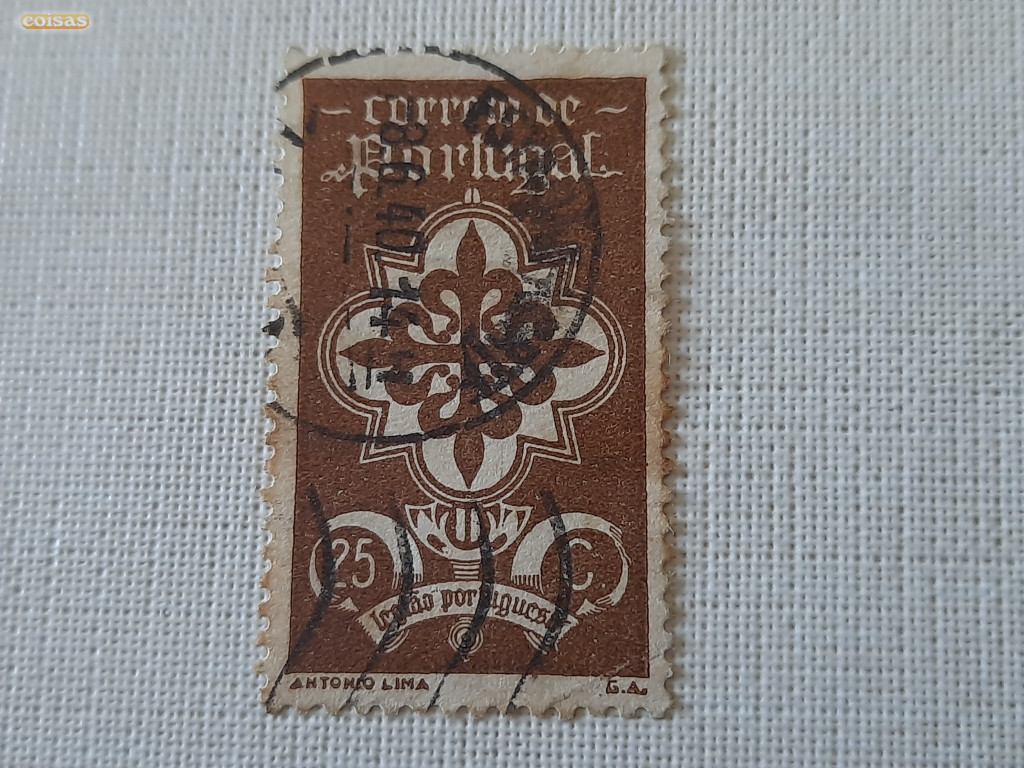 coisas
correio de
Portugal
25 C.
legião portuguesa
ANTONIO LIMA
G.A.